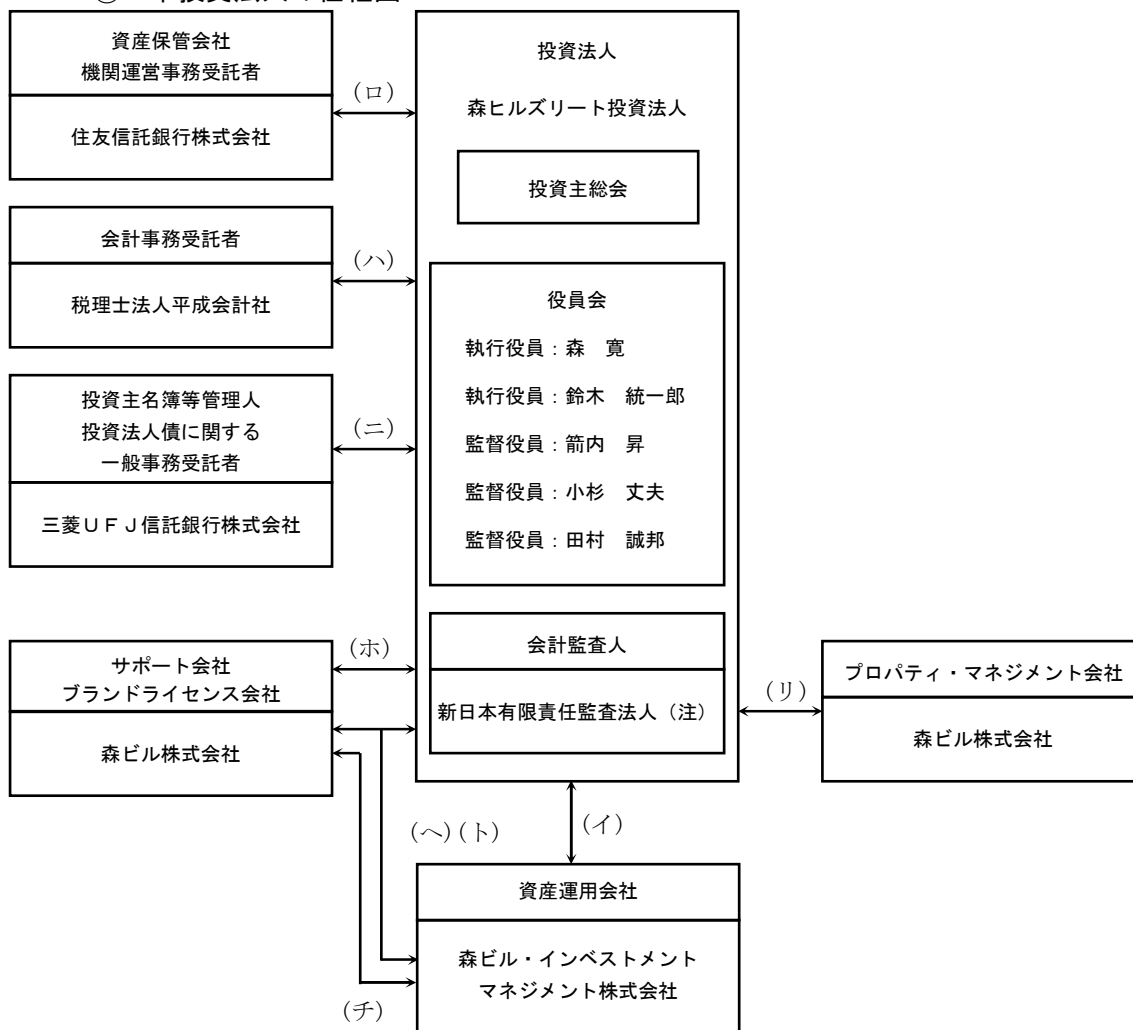 資産保管会社
機関運営事務受託者
住友信託銀行株式会社
(ロ)
会計事務受託者
税理士法人平成会計社
(ハ)
投資主名簿等管理人
投資法人債に関する
一般事務受託者
三菱UFJ信託銀行株式会社
(ニ)
サポート会社
ブランドライセンス会社
森ビル株式会社
(ホ)
投資法人
森ヒルズリート投資法人
投資主総会
役員会
執行役員:森 寛
執行役員:鈴木 統一郎
監督役員:箭内 昇
監督役員:小杉 丈夫
監督役員:田村 誠邦
会計監査人
新日本有限責任監査法人(注)
(リ)
プロパティ・マネジメント会社
森ビル株式会社
(ヘ)(ト)
(イ)
資産運用会社
森ビル・インベストメント
マネジメント株式会社
(チ)